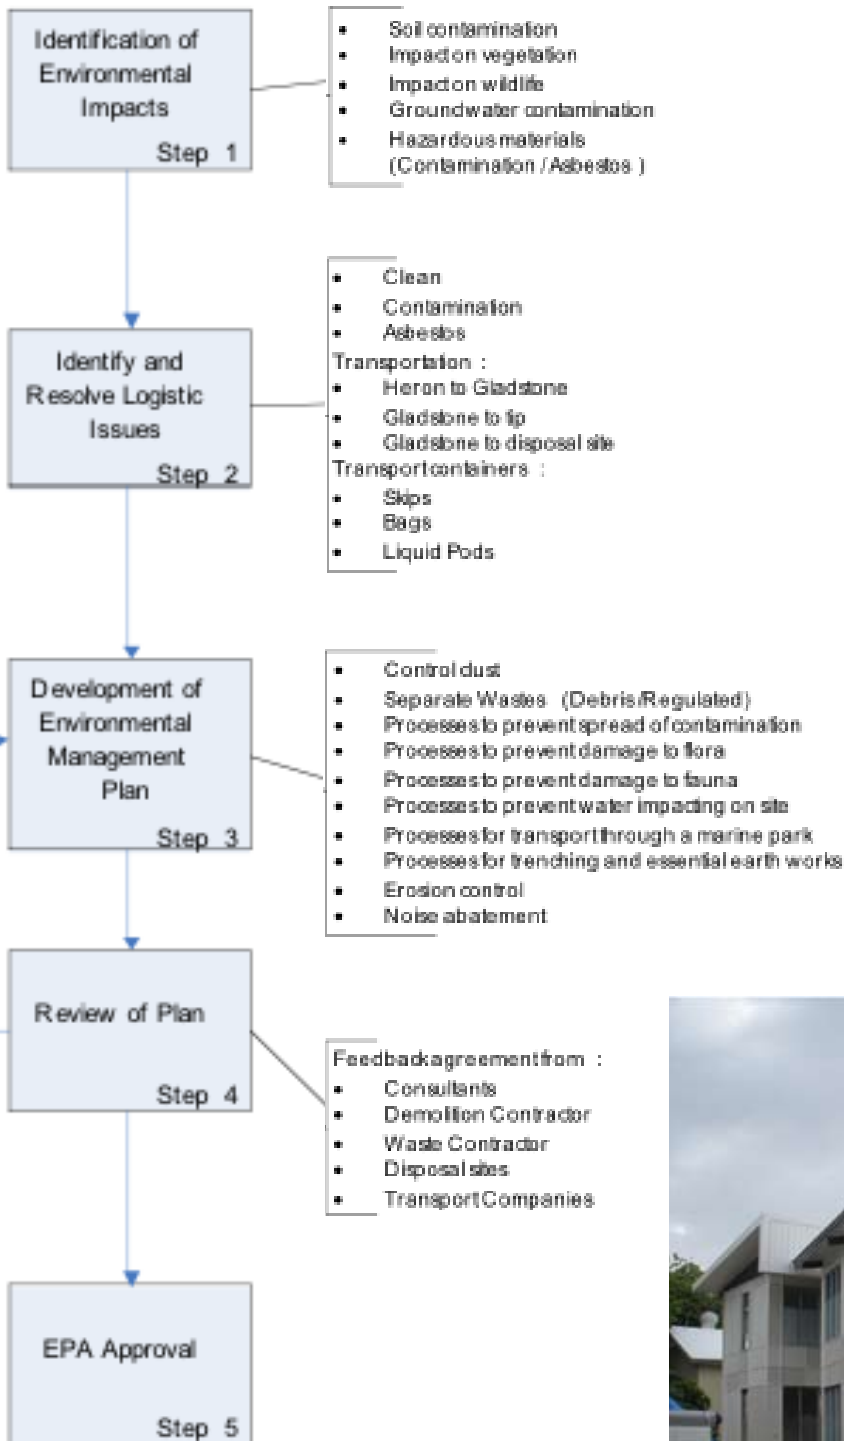 Identification of
Environmental
Impacts
Step 1
• Soil contamination
• Impact on vegetation
• Impact on wildlife
• Groundwater contamination
• Hazardous materials
(Contamination / Asbestos )
Identify and
Resolve Logistic
Issues
Step 2
• Clean
• Contamination
• Asbestos
Transportation :
• Heron to Gladstone
• Gladstone to tip
• Gladstone to disposal site
Transport containers :
• Skips
• Bags
• Liquid Pods
Development of
Environmental
Management
Plan
Step 3
• Control dust
• Separate Wastes (Debris/Regulated)
• Processes to prevent spread of contamination
• Processes to prevent damage to flora
• Processes to prevent damage to fauna
• Processes to prevent water impacting on site
• Processes for transport through a marine park
• Processes for trenching and essential earth works
• Erosion control
• Noise abatement
Review of Plan
Step 4
Feedback agreement from :
• Consultants
• Demolition Contractor
• Waste Contractor
• Disposal sites
• Transport Companies
EPA Approval
Step 5